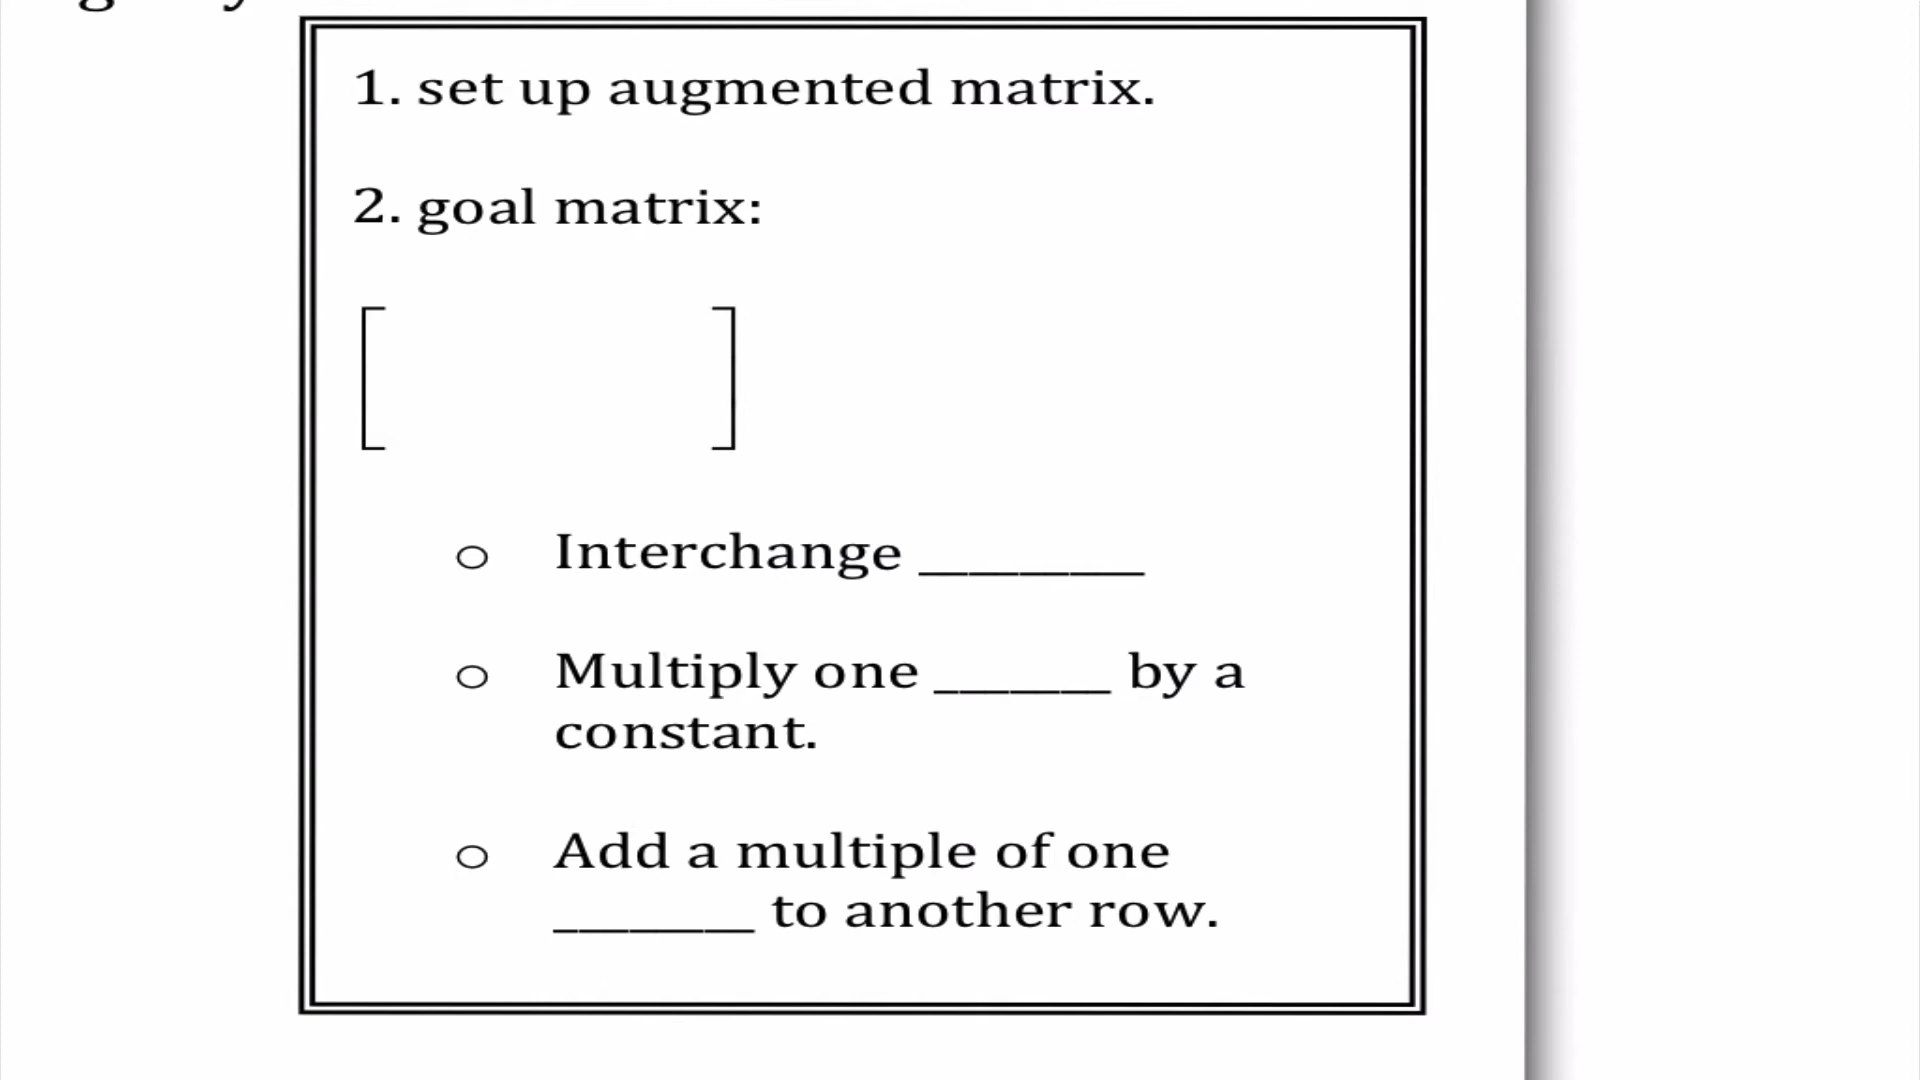 1. set up augmented matrix.
2. goal matrix:
[ ]
o Interchange _________
o Multiply one _______ by a
constant.
o Add a multiple of one
________ to another row.